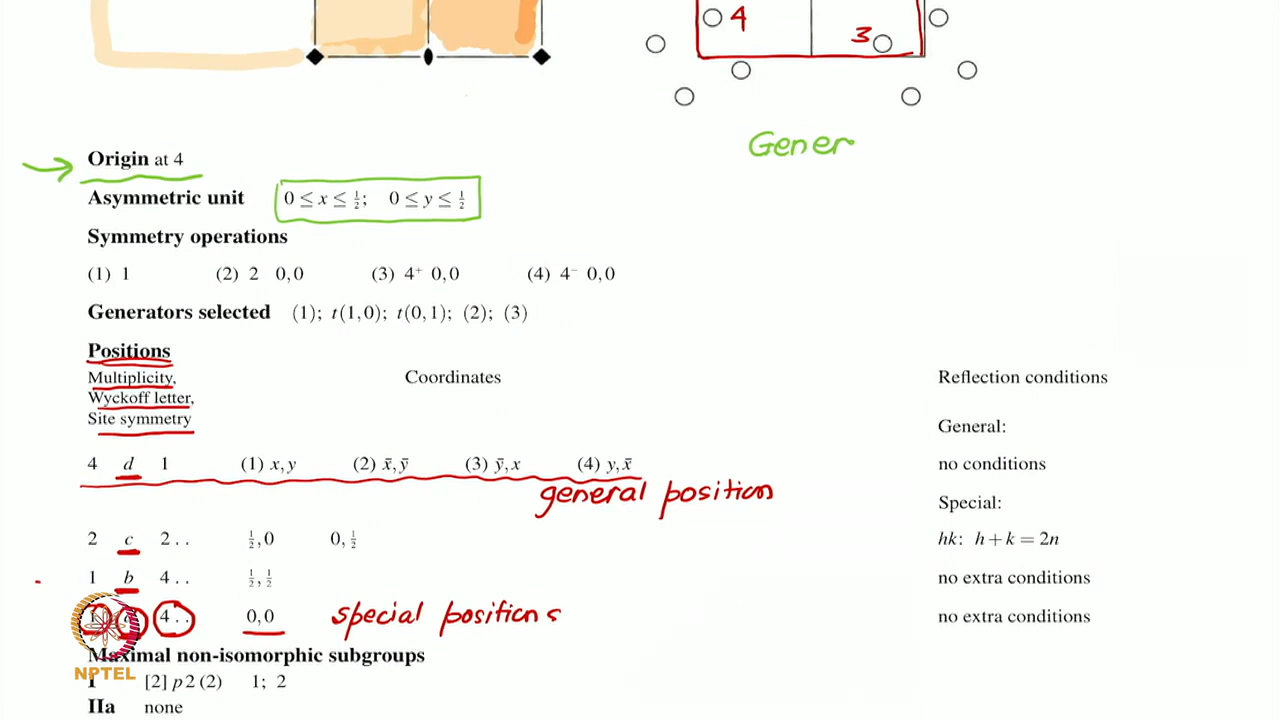 4
3
Gener
Origin at 4
Asymmetric unit 0 ≤ x ≤ ½; 0 ≤ y ≤ ½
Symmetry operations
(1) 1 (2) 2 0,0 (3) 4⁺ 0,0 (4) 4⁻ 0,0
Generators selected (1); t(1,0); t(0,1); (2); (3)
Positions
Multiplicity, Coordinates Reflection conditions
Wyckoff letter,
Site symmetry
General:
4 d 1 (1) x,y (2) x̄,ȳ (3) ȳ,x (4) y,x̄ no conditions
general position
Special:
2 c 2 . . ½,0 0,½ hk: h+k = 2n
1 b 4 . . ½,½ no extra conditions
1 4 . . 0,0 special positions no extra conditions
Maximal non-isomorphic subgroups
NPTEL
I [2] p2 (2) 1; 2
IIa none